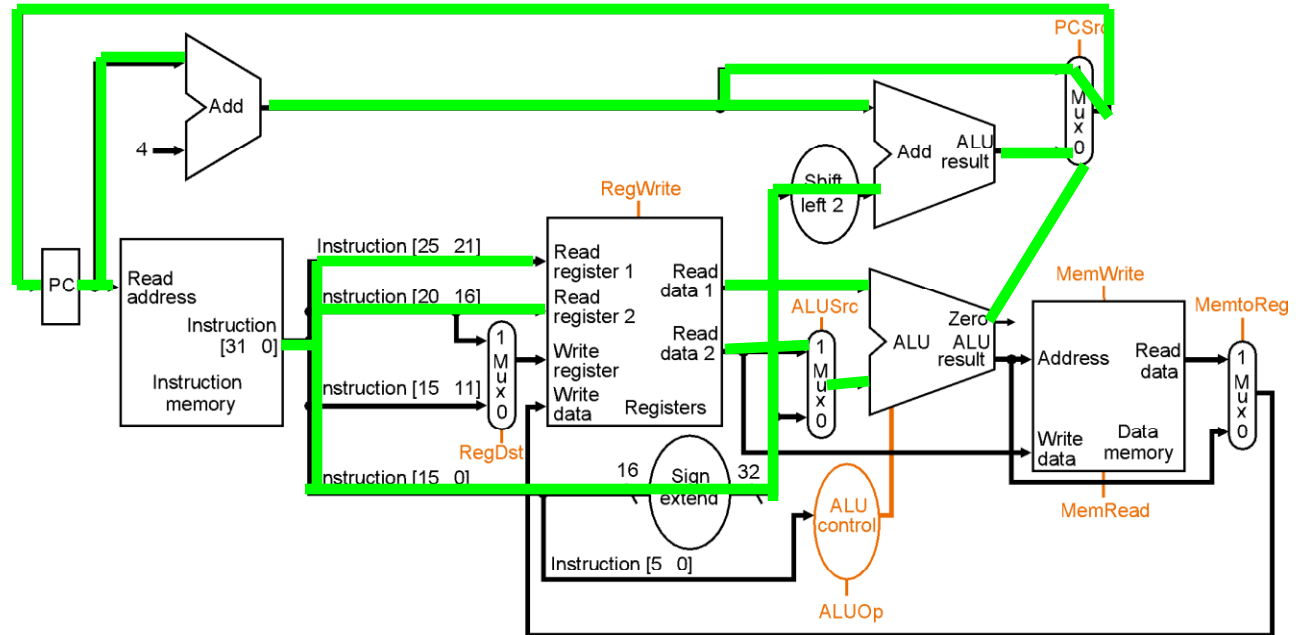 PCSrc
1
M
u
x
0
Add
4
Add
ALU
result
Shift
left 2
RegWrite
PC
Read
address
Instruction
[31 0]
Instruction
memory
Instruction [25 21]
Instruction [20 16]
Instruction [15 11]
Instruction [15 0]
1
M
u
x
0
RegDst
Read
register 1
Read
register 2
Write
register
Write
data
Read
data 1
Read
data 2
Registers
16
Sign
extend
32
Instruction [5 0]
ALUSrc
1
M
u
x
0
Zero
ALU
ALU
result
ALU
control
ALUOp
MemWrite
Address
Read
data
Write
data
Data
memory
MemRead
MemtoReg
1
M
u
x
0